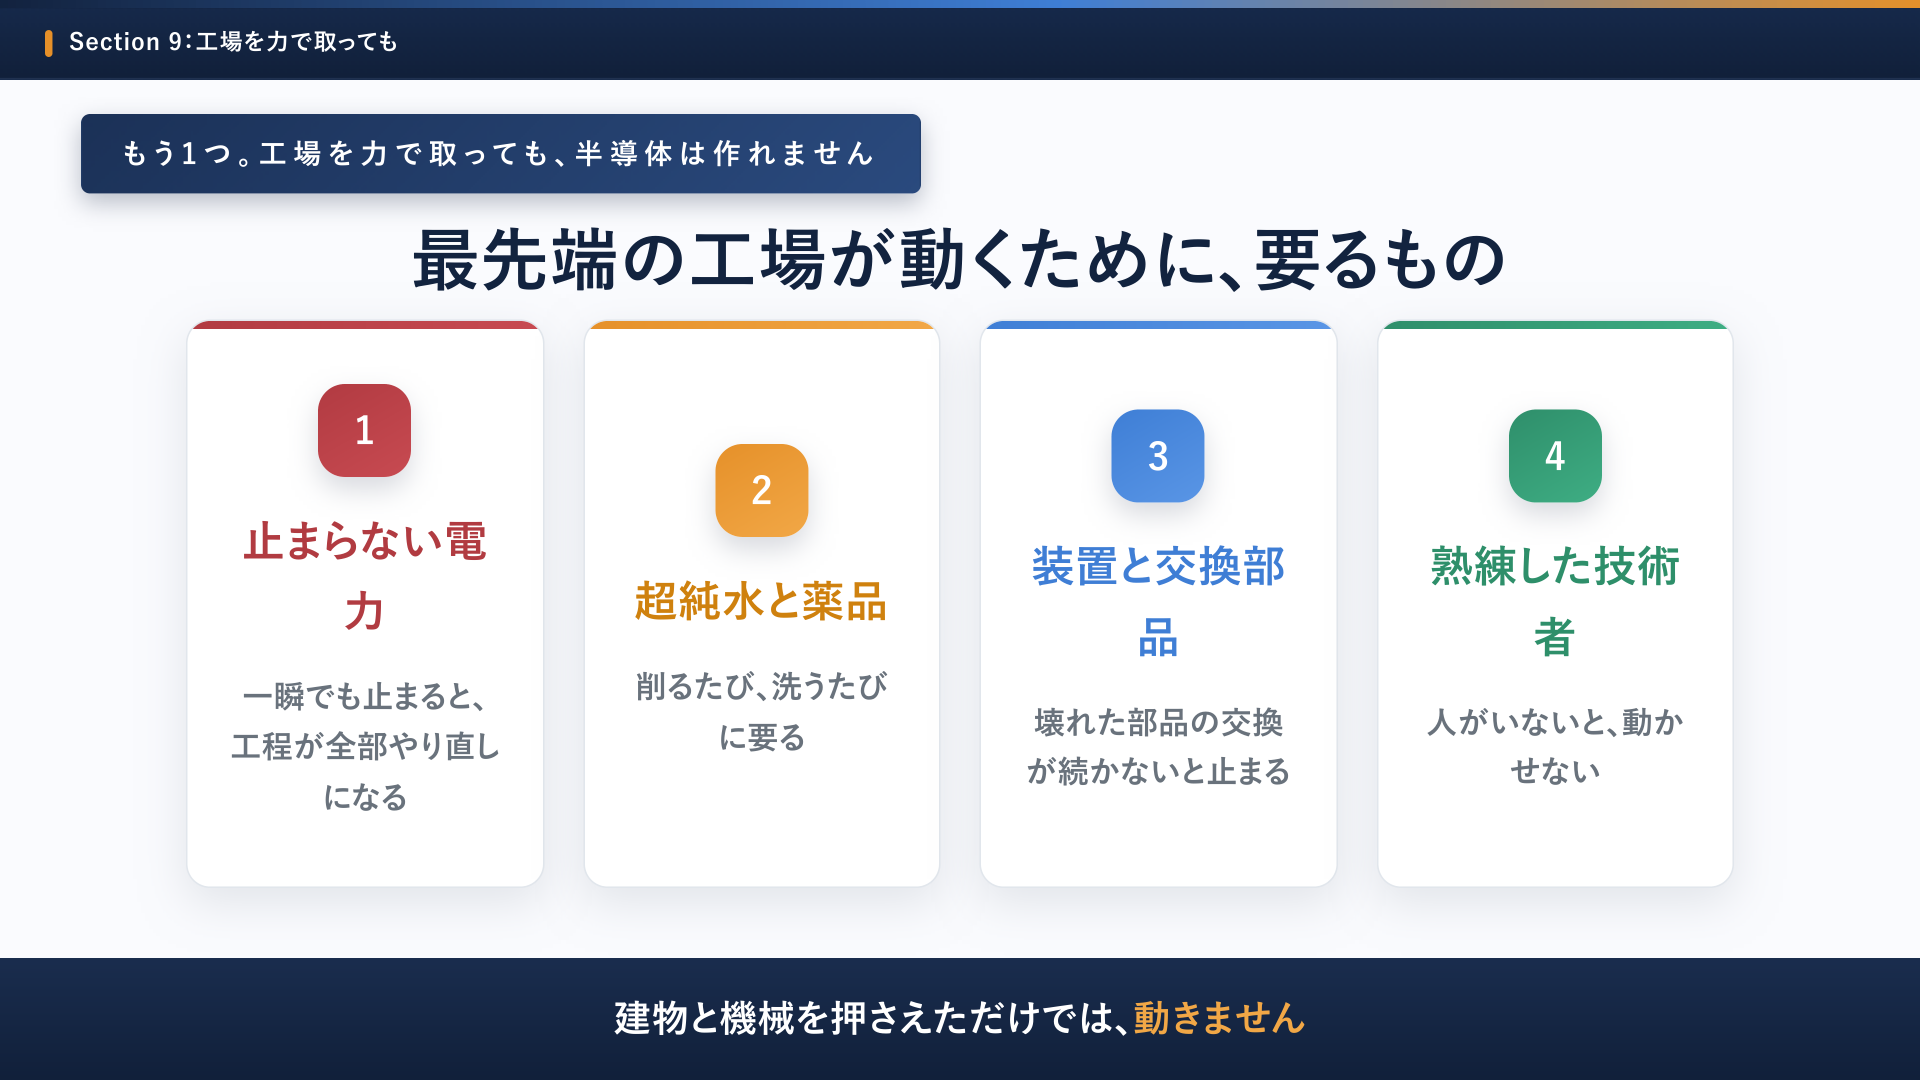 Section 9：工場を力で取っても
もう1つ。工場を力で取っても、半導体は作れません
最先端の工場が動くために、要るもの
1
止まらない電
力
一瞬でも止まると、
工程が全部やり直し
になる
2
超純水と薬品
削るたび、洗うたび
に要る
3
装置と交換部
品
壊れた部品の交換
が続かないと止まる
4
熟練した技術
者
人がいないと、動か
せない
建物と機械を押さえただけでは、動きません